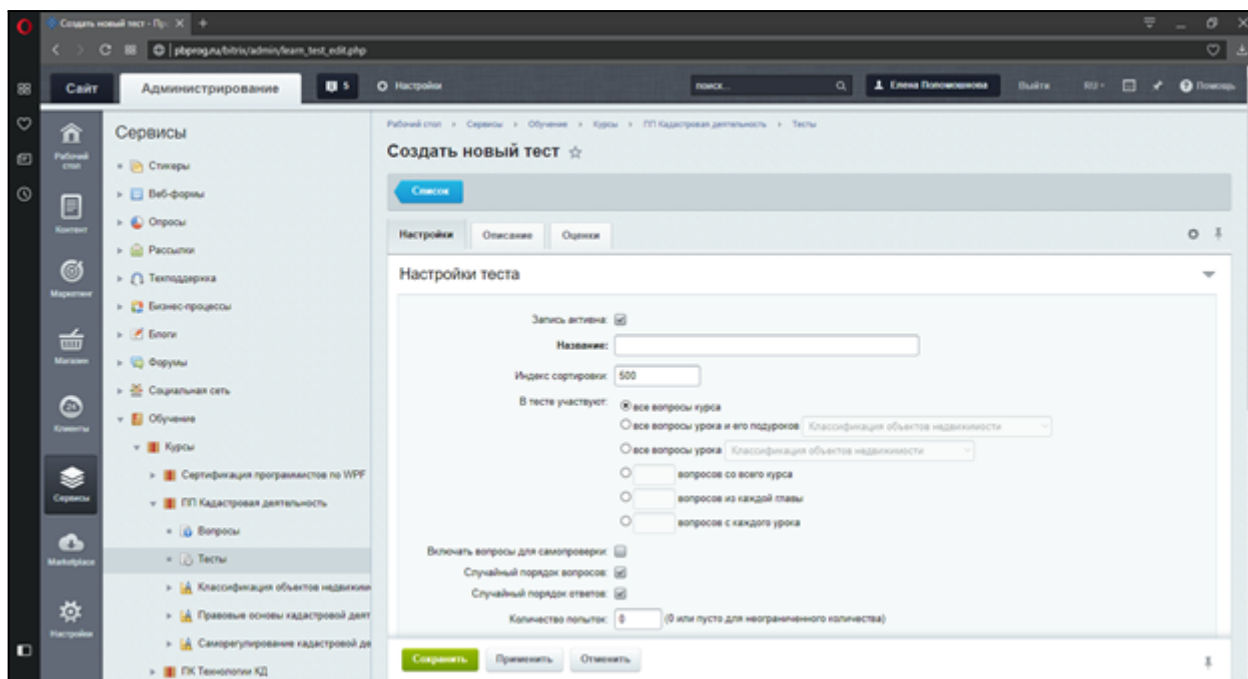 Создать новый тест - Пр
pbprog.ru/bitrix/admin/learn_test_edit.php
Сайт
Администрирование
5
Настройки
поиск...
Елена
Выйти
RU
Помощь
Рабочий стол
Контент
Маркетинг
Магазин
24
Клиенты
Сервисы
Marketplace
Настройки
Сервисы
Стикеры
Веб-формы
Опросы
Рассылки
Техподдержка
Бизнес-процессы
Блоги
Форумы
Социальная сеть
Обучение
Курсы
Сертификация программистов по WPF
ПП Кадастровая деятельность
Вопросы
Тесты
Классификация объектов недвижим
Правовые основы кадастровой деят
Саморегулирование кадастровой де
ПК Технологии КД
Рабочий стол Сервисы Обучение Курсы ПП Кадастровая деятельность Тесты
Создать новый тест
Список
Настройки Описание Оценки
Настройки теста
Запись активна:
Название:
Индекс сортировки: 500
В тесте участвуют: все вопросы курса
все вопросы урока и его подуроков Классификация объектов недвижимости
все вопросы урока Классификация объектов недвижимости
вопросов со всего курса
вопросов из каждой главы
вопросов с каждого урока
Включать вопросы для самопроверки:
Случайный порядок вопросов:
Случайный порядок ответов:
Количество попыток: 0 (0 или пусто для неограниченного количества)
Сохранить Применить Отменить